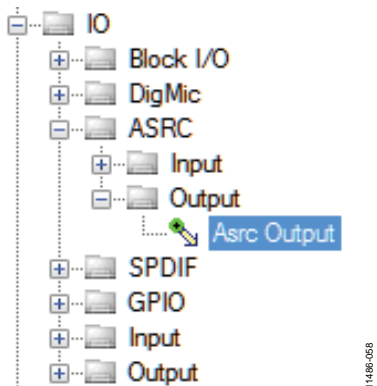 IO
Block I/O
DigMic
ASRC
Input
Output
Asrc Output
SPDIF
GPIO
Input
Output
11486-058